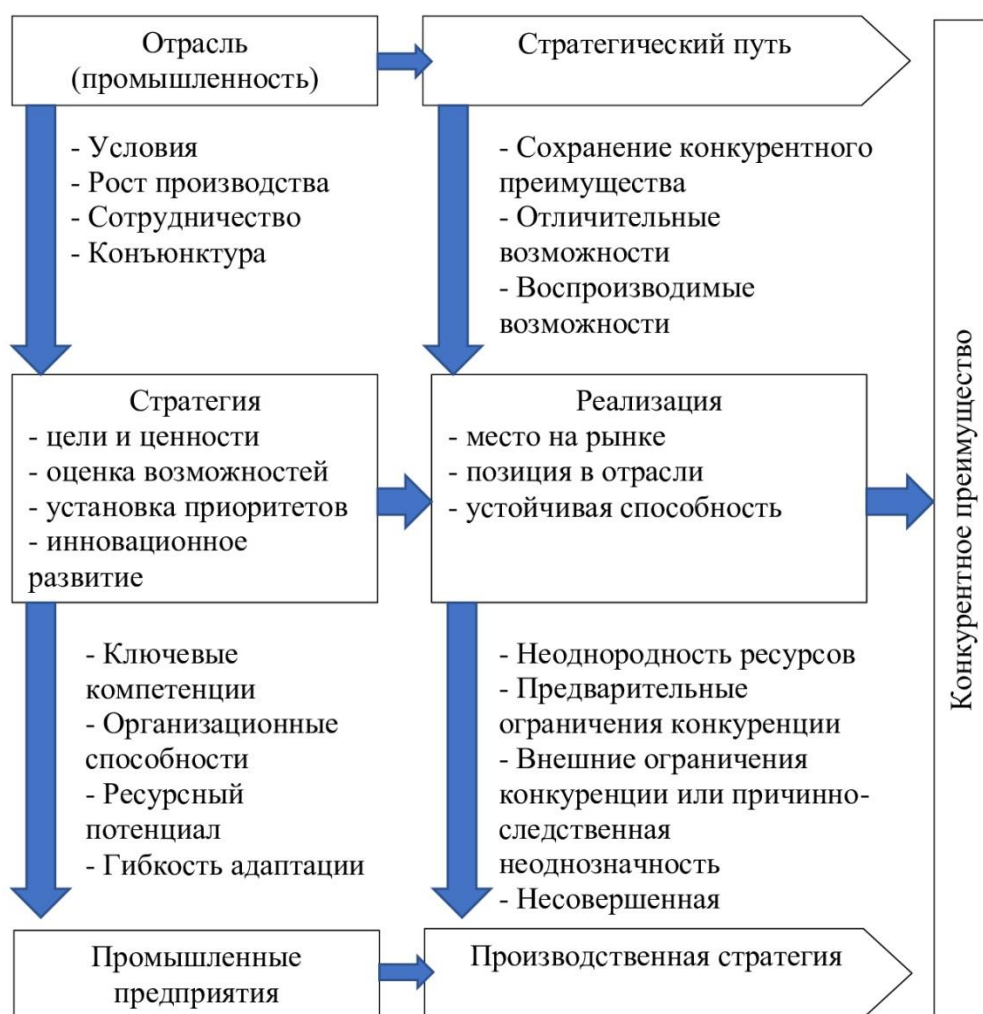 Отрасль
(промышленность)
Стратегический путь
- Условия
- Рост производства
- Сотрудничество
- Конъюнктура
- Сохранение конкурентного
преимущества
- Отличительные
возможности
- Воспроизводимые
возможности
Стратегия
- цели и ценности
- оценка возможностей
- установка приоритетов
- инновационное
развитие
Реализация
- место на рынке
- позиция в отрасли
- устойчивая способность
- Ключевые
компетенции
- Организационные
способности
- Ресурсный
потенциал
- Гибкость адаптации
- Неоднородность ресурсов
- Предварительные
ограничения конкуренции
- Внешние ограничения
конкуренции или причинно-
следственная
неоднозначность
- Несовершенная
Промышленные
предприятия
Производственная стратегия
Конкурентное преимущество